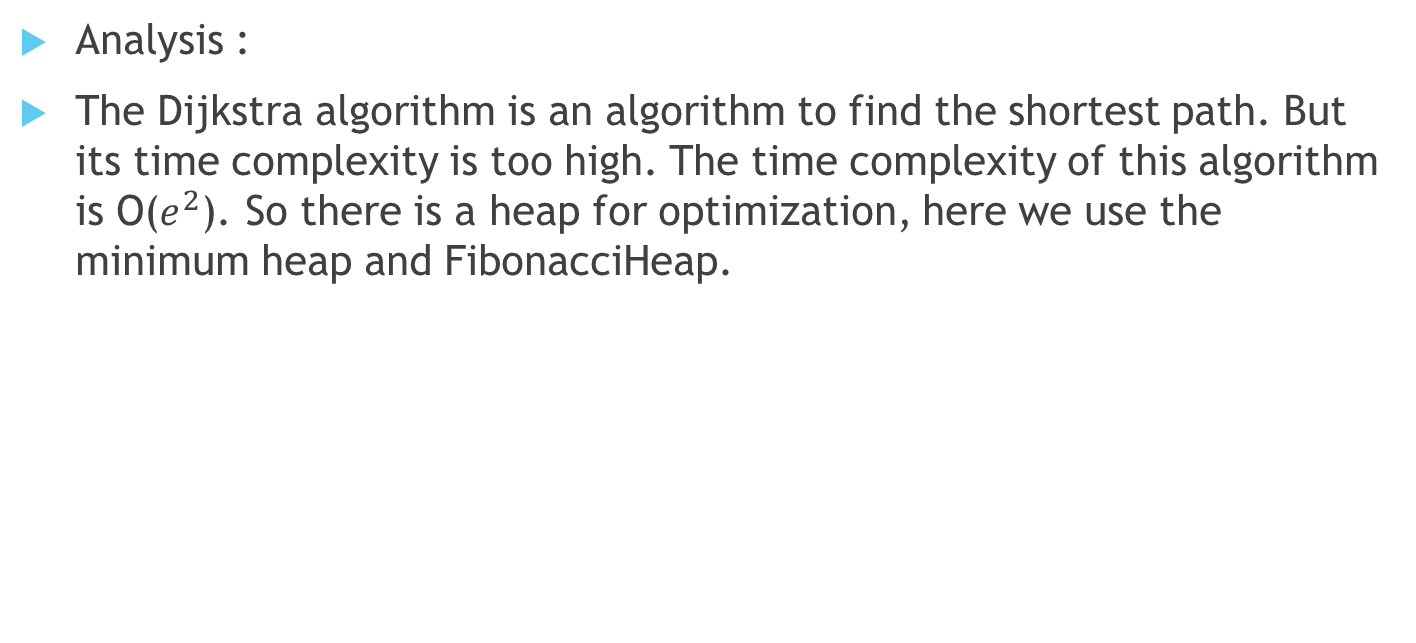 Analysis :
The Dijkstra algorithm is an algorithm to find the shortest path. But
its time complexity is too high. The time complexity of this algorithm
is O(𝑒²). So there is a heap for optimization, here we use the
minimum heap and FibonacciHeap.